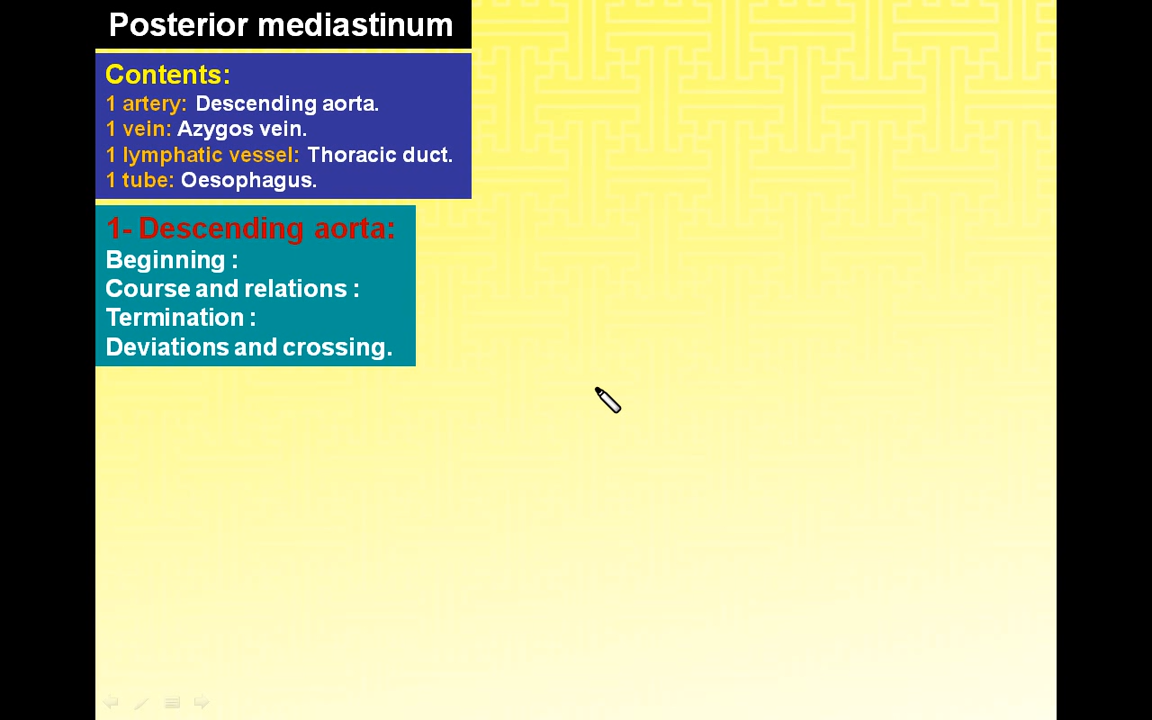 Posterior mediastinum
Contents:
1 artery: Descending aorta.
1 vein: Azygos vein.
1 lymphatic vessel: Thoracic duct.
1 tube: Oesophagus.
1- Descending aorta:
Beginning :
Course and relations :
Termination :
Deviations and crossing.